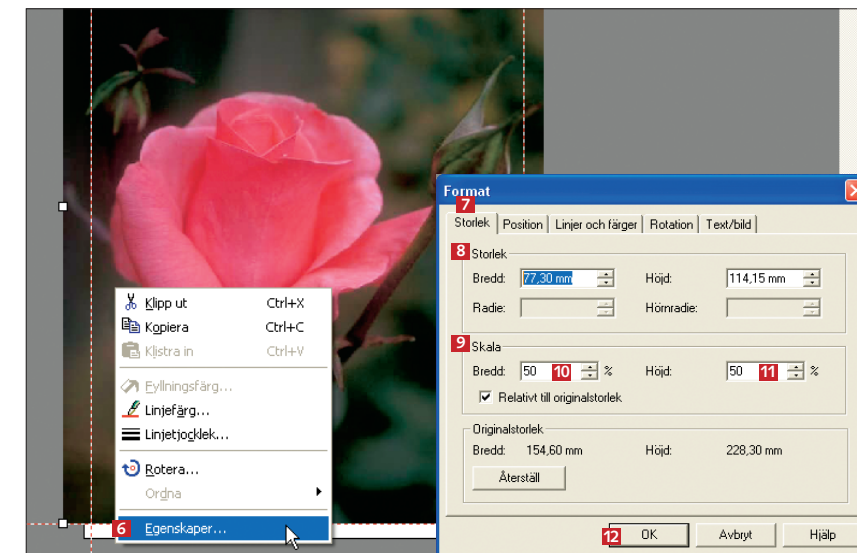 Klipp ut Ctrl+X
Kopiera Ctrl+C
Klistra in Ctrl+V
Fyllningsfärg...
Linjefärg...
Linjetjocklek...
Rotera...
Ordna
6 Egenskaper...
Format
7
Storlek Position Linjer och färger Rotation Text/bild
8 Storlek
Bredd: 77,30 mm Höjd: 114,15 mm
Radie: Hörnradie:
9 Skala
Bredd: 50 10 % Höjd: 50 11 %
Relativt till originalstorlek
Originalstorlek
Bredd: 154,60 mm Höjd: 228,30 mm
Återställ
12 OK Avbryt Hjälp